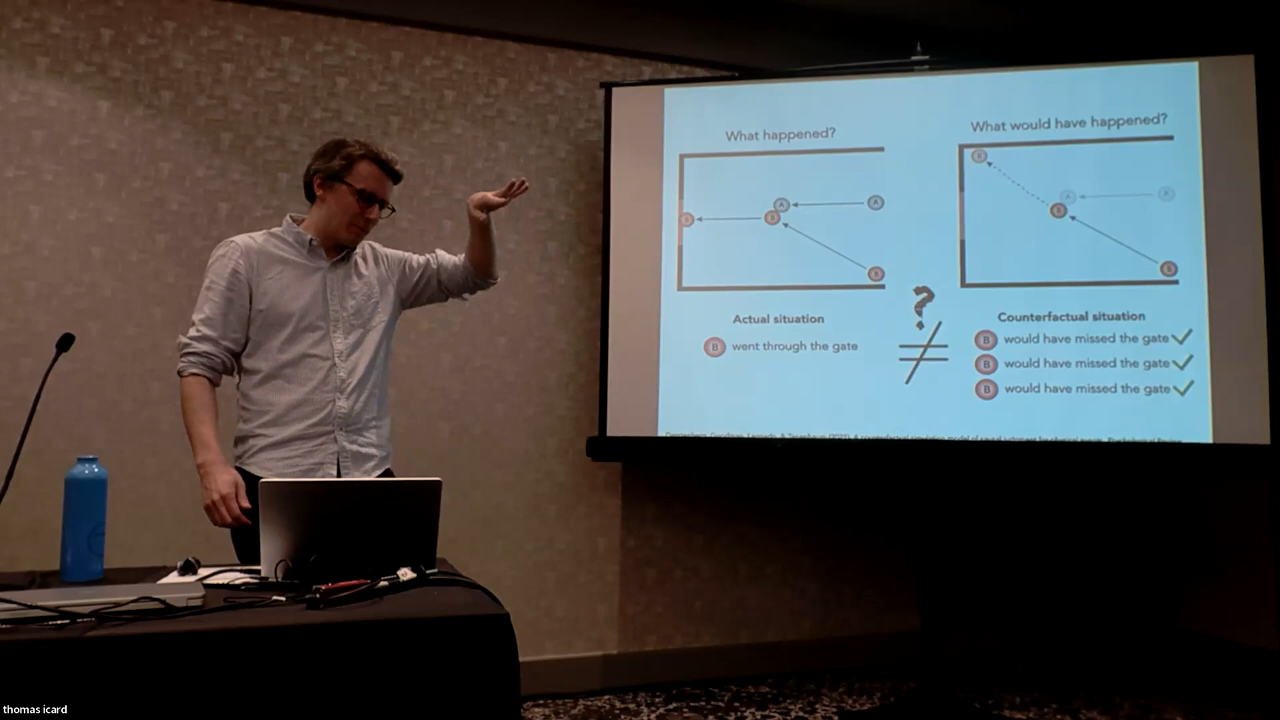 What happened?
What would have happened?
B
A
A
B
B
B
A
A
B
B
Actual situation
B went through the gate
?
≠
Counterfactual situation
B would have missed the gate ✓
B would have missed the gate ✓
B would have missed the gate ✓
thomas icard